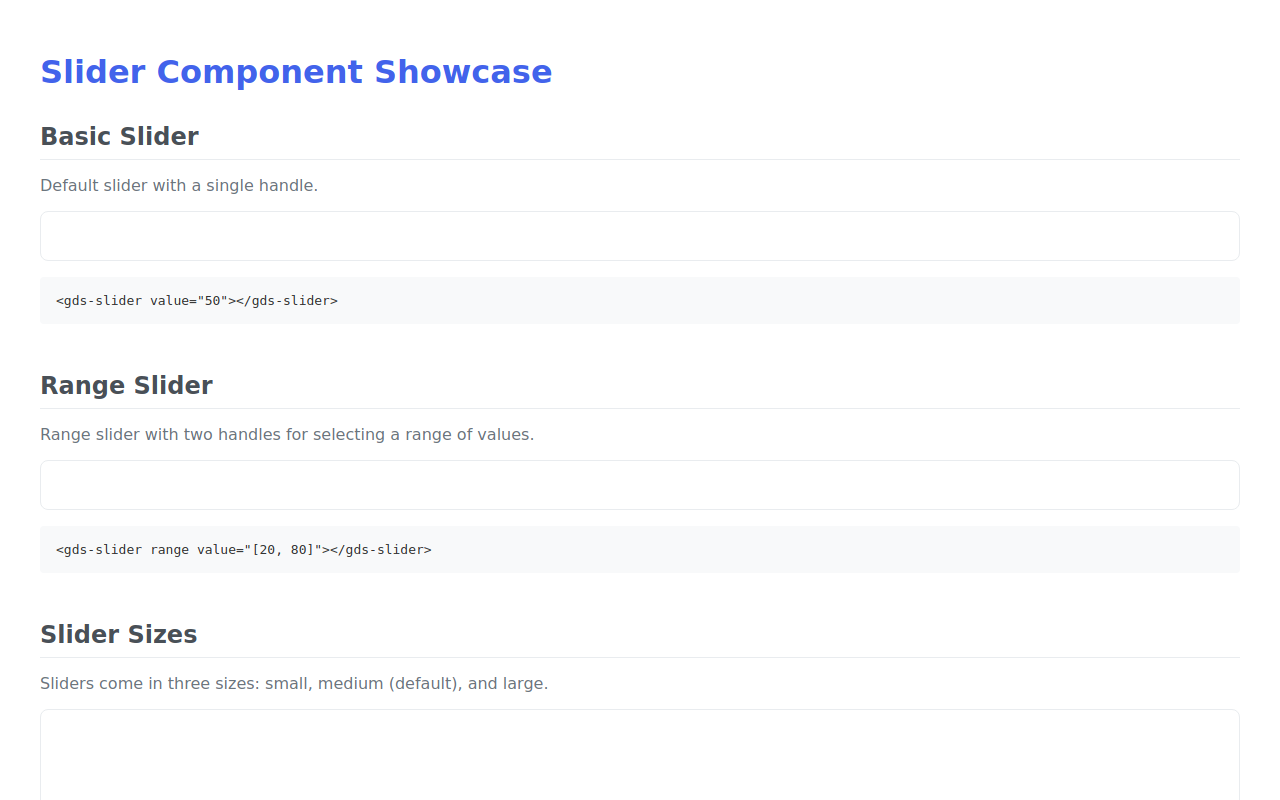 Slider Component Showcase
Basic Slider
Default slider with a single handle.
<gds-slider value="50"></gds-slider>
Range Slider
Range slider with two handles for selecting a range of values.
<gds-slider range value="[20, 80]"></gds-slider>
Slider Sizes
Sliders come in three sizes: small, medium (default), and large.